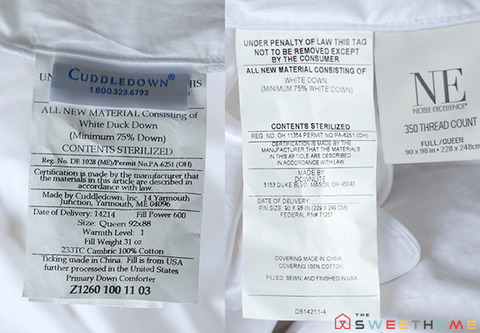 CUDDLEDOWN®
1.800.323.6793
ALL NEW MATERIAL Consisting of
White Duck Down
(Minimum 75% Down)
CONTENTS STERILIZED
Reg. No. DE 1028 (ME)/Permit No.PA-6251 (OH)
Certification is made by the manufacturer that
the materials in this article are described in
accordance with law.
Made by Cuddledown, Inc. 14 Yarmouth
Junction, Yarmouth, ME 04096
Date of Delivery: 14214 Fill Power 600
Size: Queen 92x88
Warmth Level: 1
Fill Weight 31 oz
233TC Cambric 100% Cotton
Ticking made in China. Fill is from USA
further processed in the United States
Primary Down Comforter
Z1260 100 11 03
UNDER PENALTY OF LAW THIS TAG
NOT TO BE REMOVED EXCEPT
BY THE CONSUMER
ALL NEW MATERIAL CONSISTING OF
WHITE DOWN
(MINIMUM 75% WHITE DOWN)
CONTENTS STERILIZED
REG. NO. OH 11354 PERMIT NO. PA-6251 (OH)
CERTIFICATION IS MADE BY THE
MANUFACTURER THAT THE MATERIALS
IN THIS ARTICLE ARE DESCRIBED
IN ACCORDANCE WITH LAW
MADE BY
DOWNLITE
8153 DUKE BLVD. MASON, OH 45040
DATE OF DELIVERY
FIN SIZE: 90 X 98 IN. (229 X 249 CM)
FEDERAL RN# 71257
COVERING MADE IN CHINA
COVERING 100% COTTON
FILLED, SEWN, AND FINISHED IN USA
D814211-4
NE
NOBLE EXCELLENCE®
350 THREAD COUNT
FULL/QUEEN
90 x 98 IN • 228 x 248cm
THE
SWEETHOME